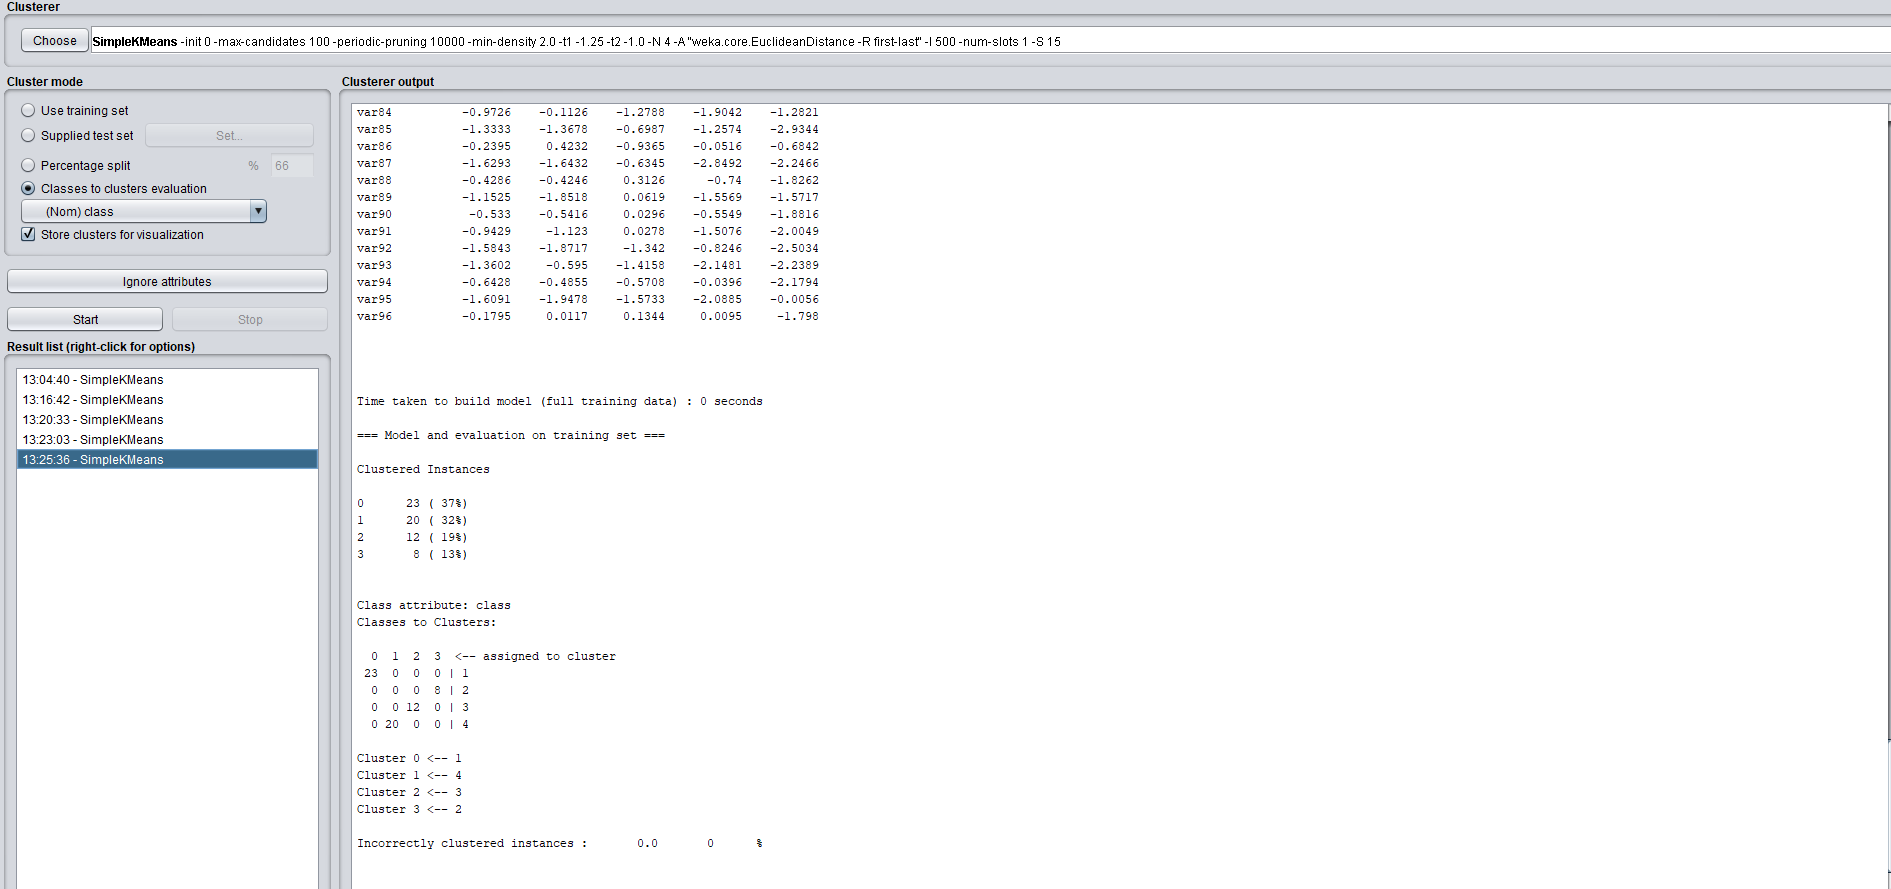 Clusterer
Choose SimpleKMeans -init 0 -max-candidates 100 -periodic-pruning 10000 -min-density 2.0 -t1 -1.25 -t2 -1.0 -N 4 -A "weka.core.EuclideanDistance -R first-last" -I 500 -num-slots 1 -S 15
Cluster mode
Use training set
Supplied test set Set...
Percentage split % 66
Classes to clusters evaluation
(Nom) class
Store clusters for visualization
Ignore attributes
Start Stop
Result list (right-click for options)
13:04:40 - SimpleKMeans
13:16:42 - SimpleKMeans
13:20:33 - SimpleKMeans
13:23:03 - SimpleKMeans
13:25:36 - SimpleKMeans
Clusterer output
var84 -0.9726 -0.1126 -1.2788 -1.9042 -1.2821
var85 -1.3333 -1.3678 -0.6987 -1.2574 -2.9344
var86 -0.2395 0.4232 -0.9365 -0.0516 -0.6842
var87 -1.6293 -1.6432 -0.6345 -2.8492 -2.2466
var88 -0.4286 -0.4246 0.3126 -0.74 -1.8262
var89 -1.1525 -1.8518 0.0619 -1.5569 -1.5717
var90 -0.533 -0.5416 0.0296 -0.5549 -1.8816
var91 -0.9429 -1.123 0.0278 -1.5076 -2.0049
var92 -1.5843 -1.8717 -1.342 -0.8246 -2.5034
var93 -1.3602 -0.595 -1.4158 -2.1481 -2.2389
var94 -0.6428 -0.4855 -0.5708 -0.0396 -2.1794
var95 -1.6091 -1.9478 -1.5733 -2.0885 -0.0056
var96 -0.1795 0.0117 0.1344 0.0095 -1.798
Time taken to build model (full training data) : 0 seconds
=== Model and evaluation on training set ===
Clustered Instances
0 23 ( 37%)
1 20 ( 32%)
2 12 ( 19%)
3 8 ( 13%)
Class attribute: class
Classes to Clusters:
0 1 2 3 <-- assigned to cluster
23 0 0 0 | 1
0 0 0 8 | 2
0 0 12 0 | 3
0 20 0 0 | 4
Cluster 0 <-- 1
Cluster 1 <-- 4
Cluster 2 <-- 3
Cluster 3 <-- 2
Incorrectly clustered instances : 0.0 0 %